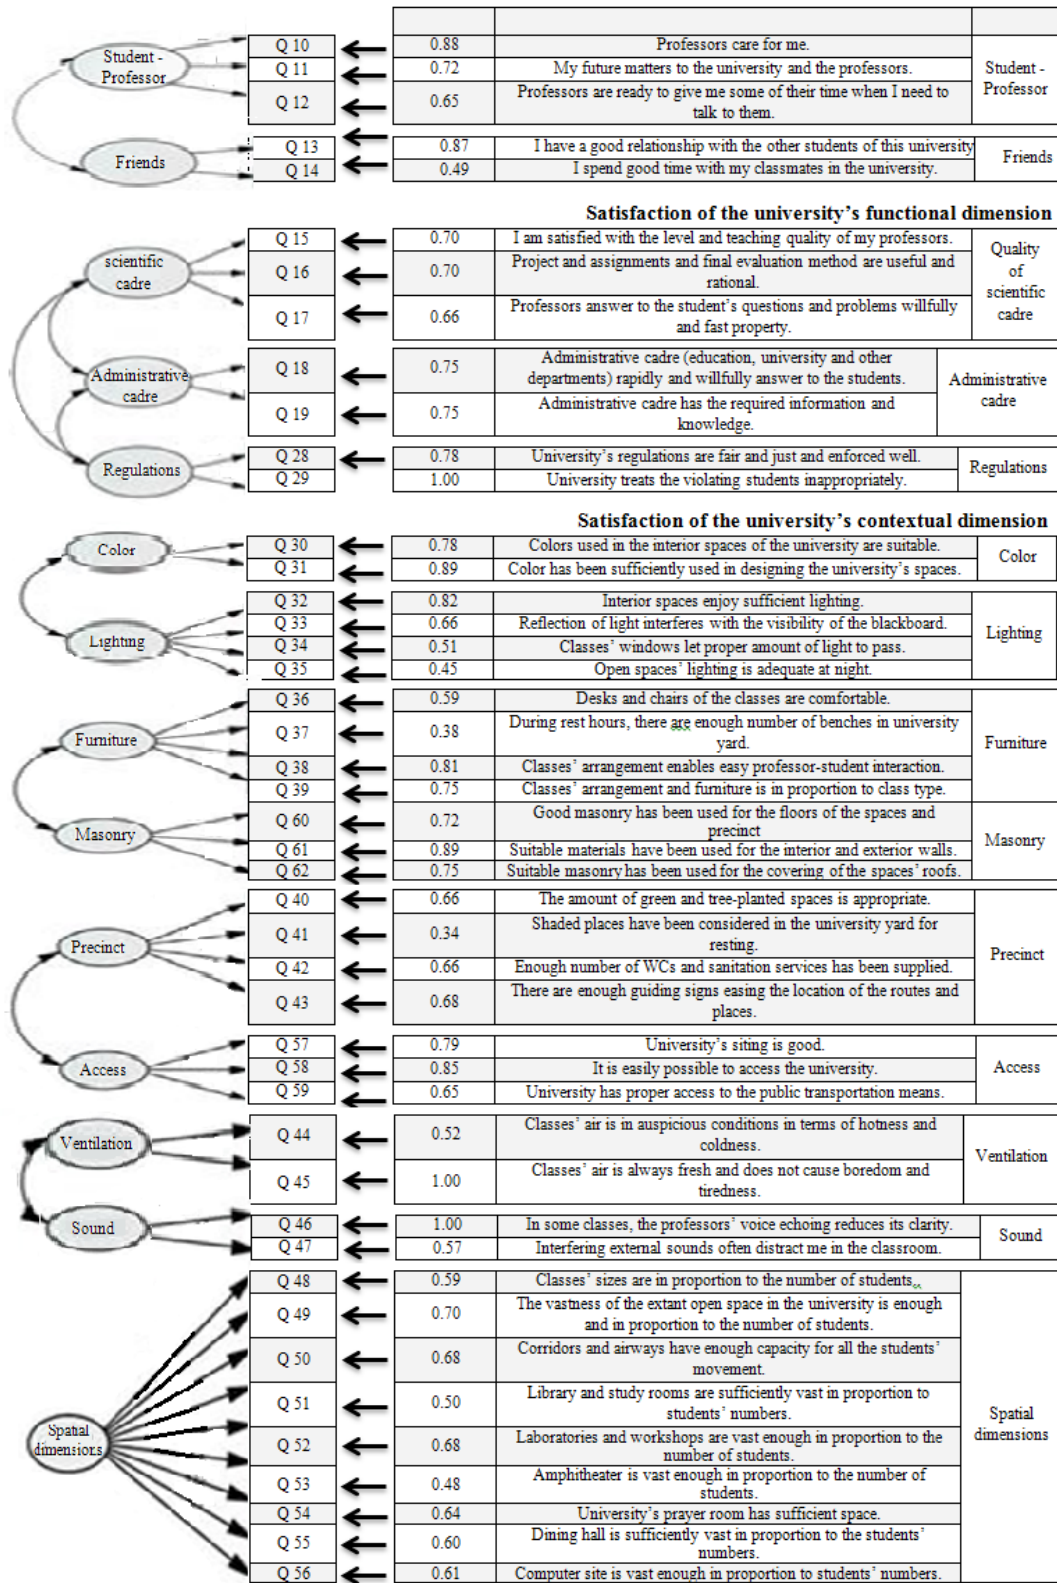 Student -
Professor
Q 10
0.88
Professors care for me.
Q 11
0.72
My future matters to the university and the professors.
Q 12
0.65
Professors are ready to give me some of their time when I need to
talk to them.
Student -
Professor
Friends
Q 13
0.87
I have a good relationship with the other students of this university
Q 14
0.49
I spend good time with my classmates in the university.
Friends
Satisfaction of the university's functional dimension
scientific
cadre
Q 15
0.70
I am satisfied with the level and teaching quality of my professors.
Q 16
0.70
Project and assignments and final evaluation method are useful and
rational.
Q 17
0.66
Professors answer to the student's questions and problems willfully
and fast property.
Quality
of
scientific
cadre
Administrative
cadre
Q 18
0.75
Administrative cadre (education, university and other
departments) rapidly and willfully answer to the students.
Q 19
0.75
Administrative cadre has the required information and
knowledge.
Administrative
cadre
Regulations
Q 28
0.78
University's regulations are fair and just and enforced well.
Q 29
1.00
University treats the violating students inappropriately.
Regulations
Satisfaction of the university's contextual dimension
Color
Q 30
0.78
Colors used in the interior spaces of the university are suitable.
Q 31
0.89
Color has been sufficiently used in designing the university's spaces.
Color
Lighting
Q 32
0.82
Interior spaces enjoy sufficient lighting.
Q 33
0.66
Reflection of light interferes with the visibility of the blackboard.
Q 34
0.51
Classes' windows let proper amount of light to pass.
Q 35
0.45
Open spaces' lighting is adequate at night.
Lighting
Furniture
Q 36
0.59
Desks and chairs of the classes are comfortable.
Q 37
0.38
During rest hours, there are enough number of benches in university
yard.
Q 38
0.81
Classes' arrangement enables easy professor-student interaction.
Q 39
0.75
Classes' arrangement and furniture is in proportion to class type.
Furniture
Masonry
Q 60
0.72
Good masonry has been used for the floors of the spaces and
precinct
Q 61
0.89
Suitable materials have been used for the interior and exterior walls.
Q 62
0.75
Suitable masonry has been used for the covering of the spaces' roofs.
Masonry
Precinct
Q 40
0.66
The amount of green and tree-planted spaces is appropriate.
Q 41
0.34
Shaded places have been considered in the university yard for
resting.
Q 42
0.66
Enough number of WCs and sanitation services has been supplied.
Q 43
0.68
There are enough guiding signs easing the location of the routes and
places.
Precinct
Access
Q 57
0.79
University's siting is good.
Q 58
0.85
It is easily possible to access the university.
Q 59
0.65
University has proper access to the public transportation means.
Access
Ventilation
Q 44
0.52
Classes' air is in auspicious conditions in terms of hotness and
coldness.
Q 45
1.00
Classes' air is always fresh and does not cause boredom and
tiredness.
Ventilation
Sound
Q 46
1.00
In some classes, the professors' voice echoing reduces its clarity.
Q 47
0.57
Interfering external sounds often distract me in the classroom.
Sound
Spatial
dimensions
Q 48
0.59
Classes' sizes are in proportion to the number of students.
Q 49
0.70
The vastness of the extant open space in the university is enough
and in proportion to the number of students.
Q 50
0.68
Corridors and airways have enough capacity for all the students'
movement.
Q 51
0.50
Library and study rooms are sufficiently vast in proportion to
students' numbers.
Q 52
0.68
Laboratories and workshops are vast enough in proportion to the
number of students.
Q 53
0.48
Amphitheater is vast enough in proportion to the number of
students.
Q 54
0.64
University's prayer room has sufficient space.
Q 55
0.60
Dining hall is sufficiently vast in proportion to the students'
numbers.
Q 56
0.61
Computer site is vast enough in proportion to students' numbers.
Spatial
dimensions